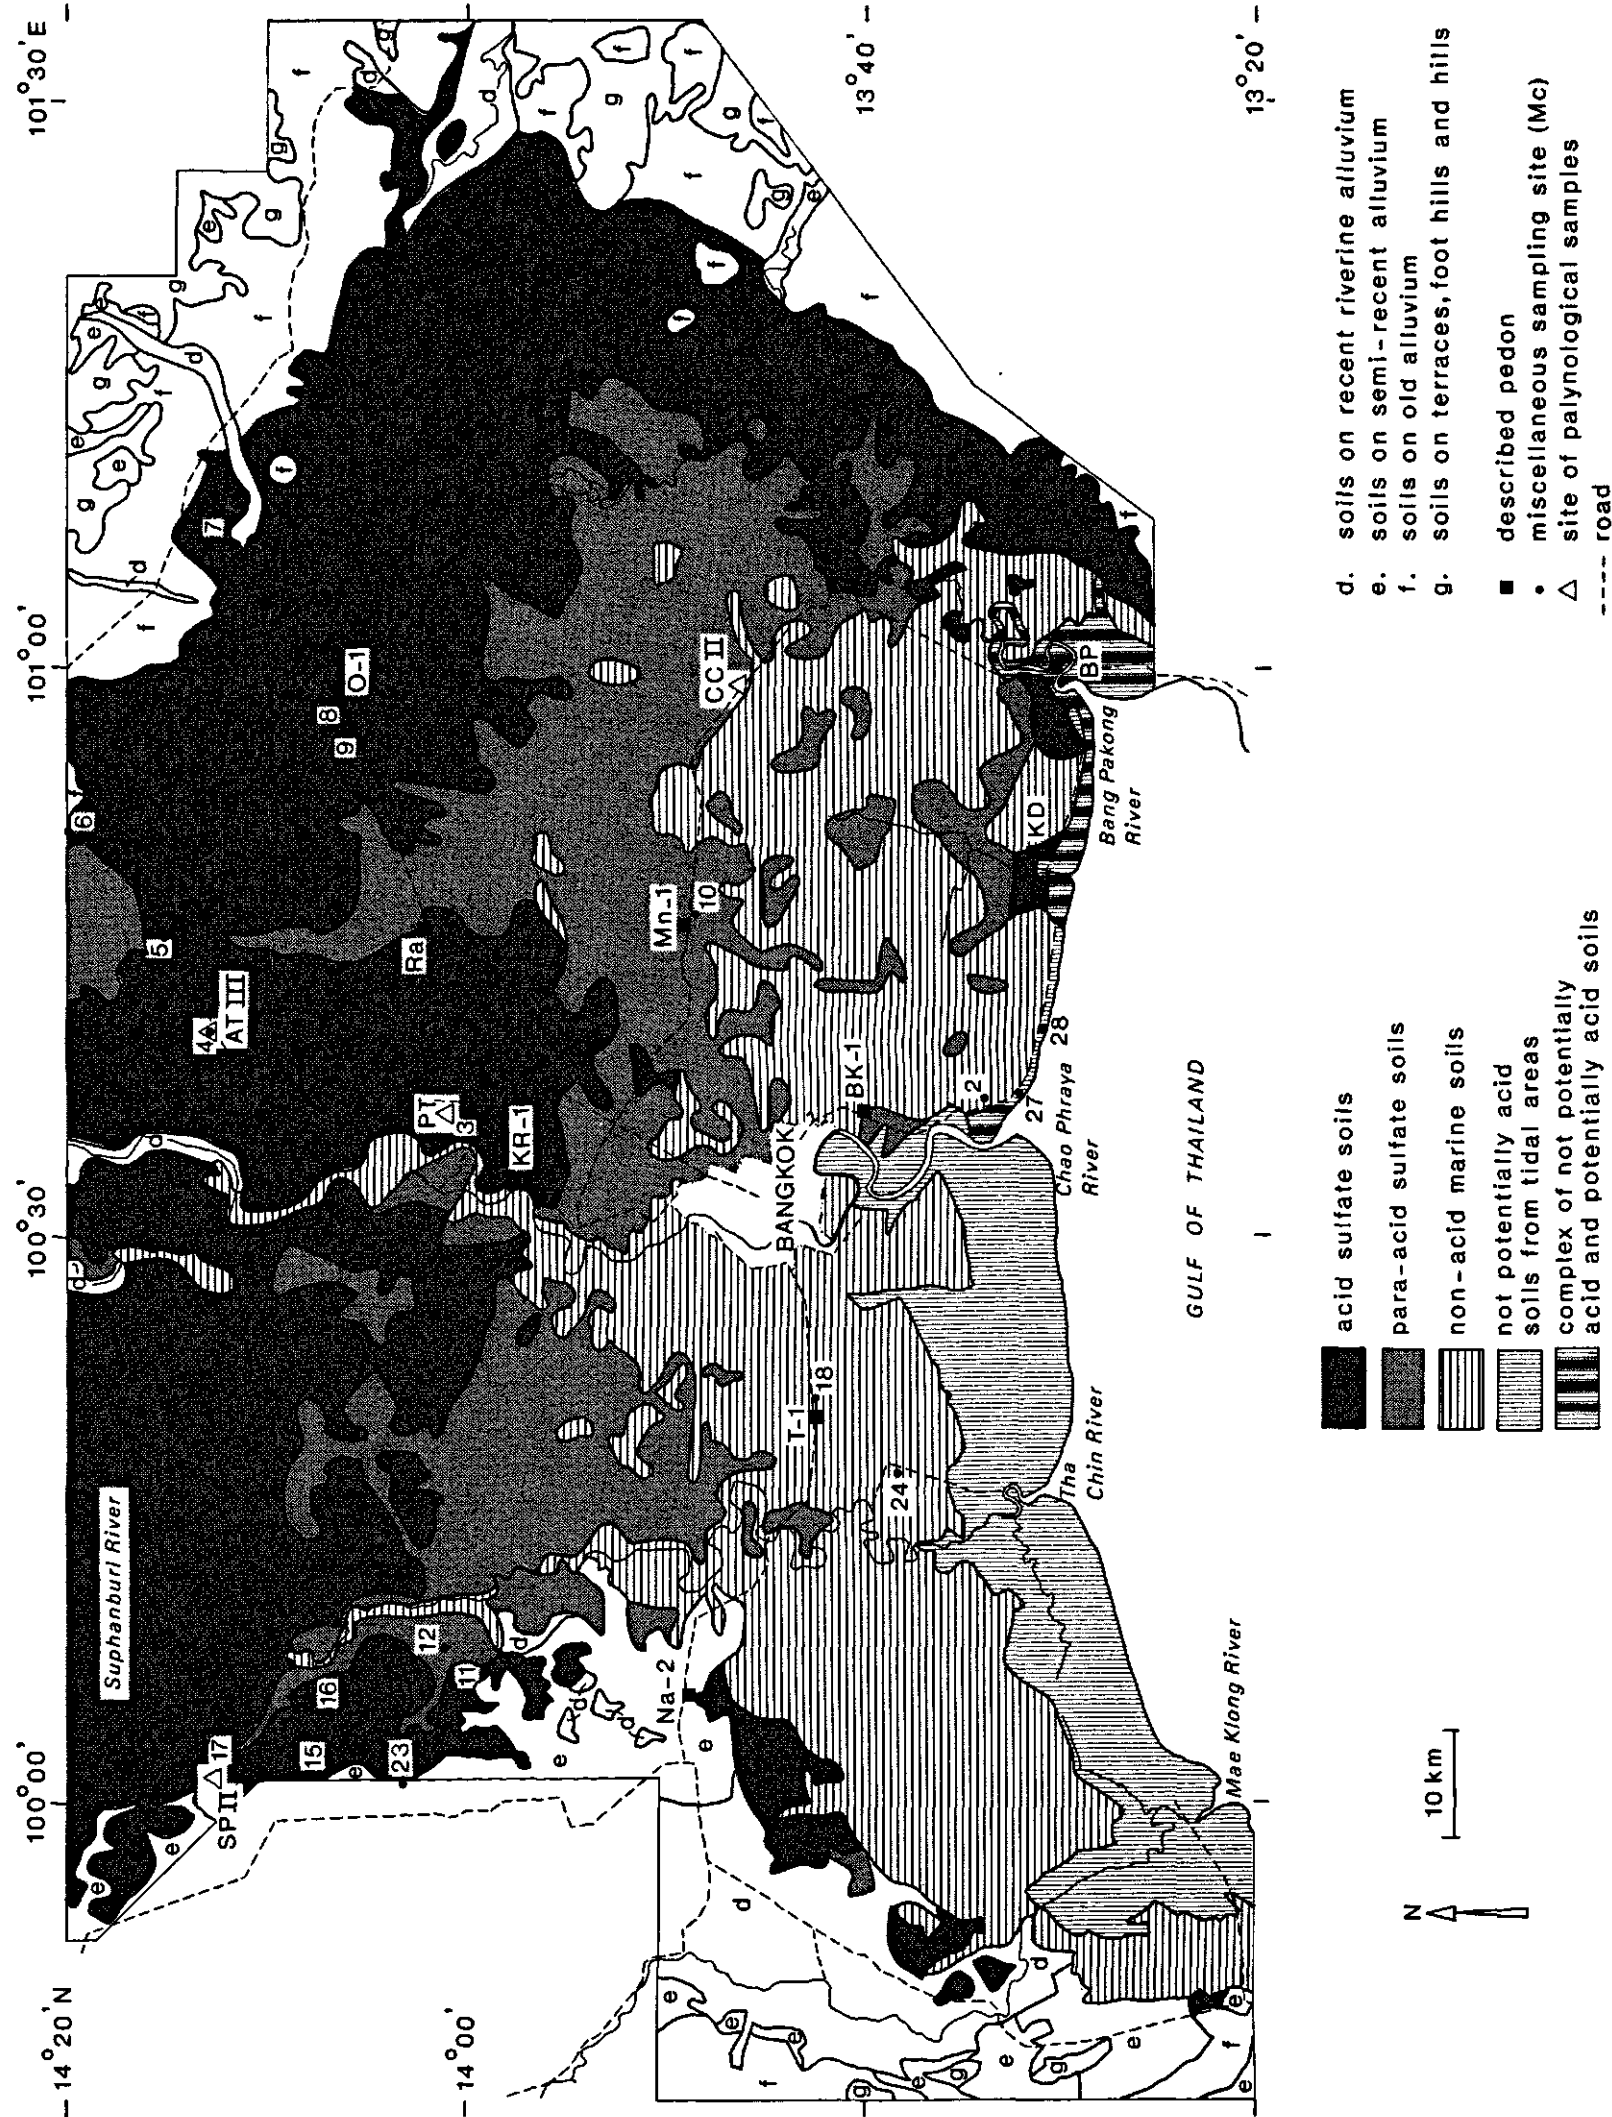 100°00'
100°30'
101°00'
101°30'E
14°20'N
14°00'
13°40'
13°20'
Suphanburi River
SPII
17
16
15
23
12
11
Na-2
T-1
18
24
4
AT III
5
6
PT
3
KR-1
Ra
9
8
O-1
7
Mn-1
10
CC II
BANGKOK
BK-1
2
27
28
KD
BP
Chao Phraya
River
Bang Pakong
River
Tha
Chin River
Mae Klong River
GULF OF THAILAND
d
e
f
g
N
10 km
acid sulfate soils
para-acid sulfate soils
non-acid marine soils
not potentially acid
soils from tidal areas
complex of not potentially
acid and potentially acid soils
d. soils on recent riverine alluvium
e. soils on semi-recent alluvium
f. soils on old alluvium
g. soils on terraces, foot hills and hills
described pedon
miscellaneous sampling site (Mc)
site of palynological samples
road